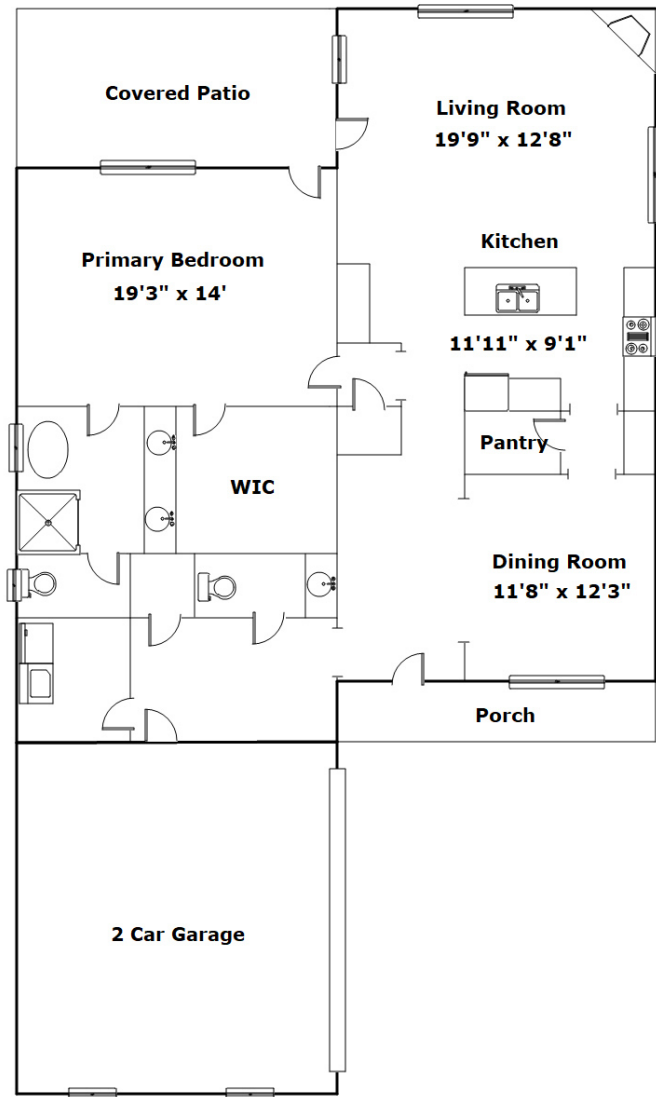 Covered Patio
Living Room
19'9" x 12'8"
Primary Bedroom
19'3" x 14'
Kitchen
11'11" x 9'1"
Pantry
WIC
Dining Room
11'8" x 12'3"
Porch
2 Car Garage